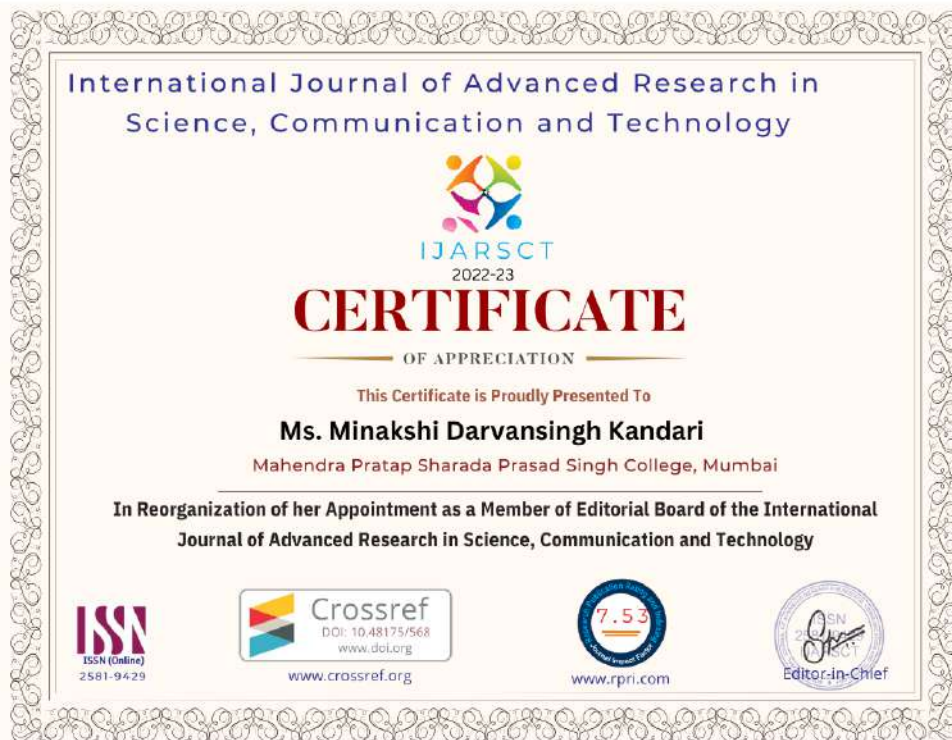 International Journal of Advanced Research in
Science, Communication and Technology
IJARSCT
2022-23
CERTIFICATE
OF APPRECIATION
This Certificate is Proudly Presented To
Ms. Minakshi Darvansingh Kandari
Mahendra Pratap Sharada Prasad Singh College, Mumbai
In Reorganization of her Appointment as a Member of Editorial Board of the International
Journal of Advanced Research in Science, Communication and Technology
ISSN
ISSN (Online)
2581-9429
Crossref
DOI: 10.48175/568
www.doi.org
www.crossref.org
7.53
Journal Impact Factor
www.rpri.com
ISSN
Editor-in-Chief